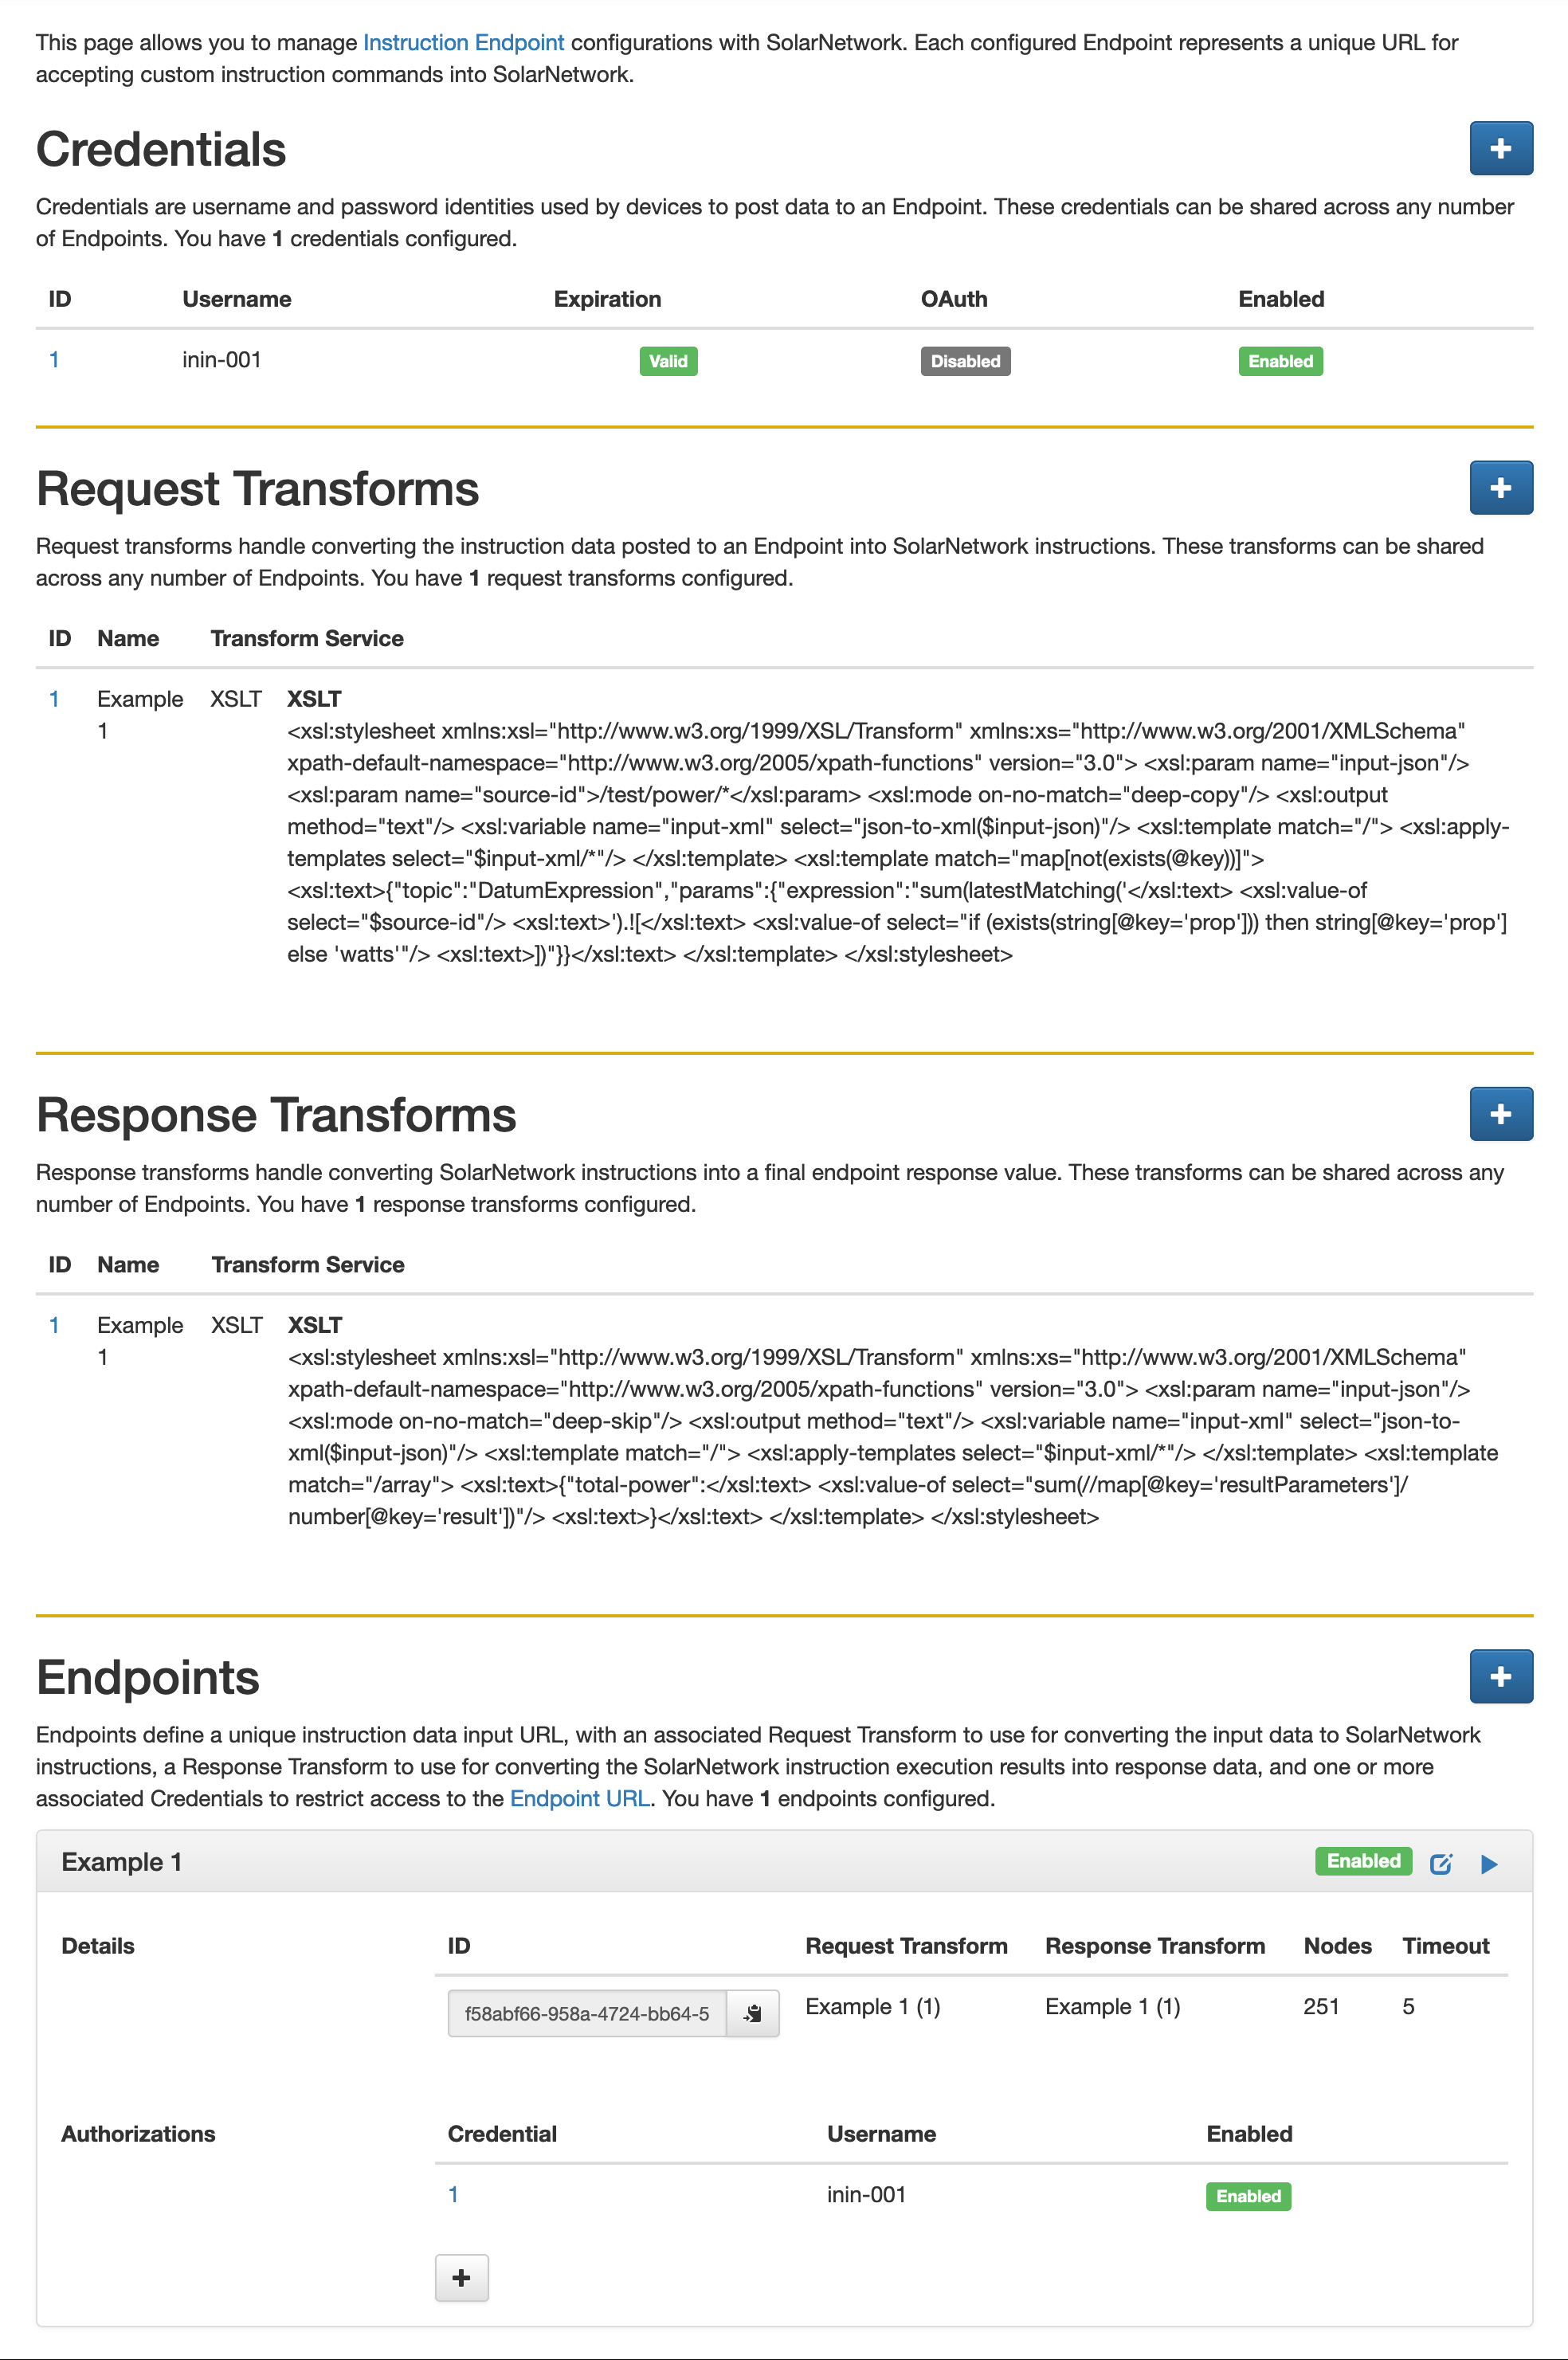 This page allows you to manage Instruction Endpoint configurations with SolarNetwork. Each configured Endpoint represents a unique URL for
accepting custom instruction commands into SolarNetwork.
Credentials
Credentials are username and password identities used by devices to post data to an Endpoint. These credentials can be shared across any number
of Endpoints. You have 1 credentials configured.
ID Username Expiration OAuth Enabled
1 inin-001 Valid Disabled Enabled
Request Transforms
Request transforms handle converting the instruction data posted to an Endpoint into SolarNetwork instructions. These transforms can be shared
across any number of Endpoints. You have 1 request transforms configured.
ID Name Transform Service
1 Example XSLT XSLT
1 <xsl:stylesheet xmlns:xsl="http://www.w3.org/1999/XSL/Transform" xmlns:xs="http://www.w3.org/2001/XMLSchema"
xpath-default-namespace="http://www.w3.org/2005/xpath-functions" version="3.0"> <xsl:param name="input-json"/>
<xsl:param name="source-id">/test/power/*</xsl:param> <xsl:mode on-no-match="deep-copy"/> <xsl:output
method="text"/> <xsl:variable name="input-xml" select="json-to-xml($input-json)"/> <xsl:template match="/"> <xsl:apply-
templates select="$input-xml/*"/> </xsl:template> <xsl:template match="map[not(exists(@key))]">
<xsl:text>{"topic":"DatumExpression","params":{"expression":"sum(latestMatching('</xsl:text> <xsl:value-of
select="$source-id"/> <xsl:text>').![</xsl:text> <xsl:value-of select="if (exists(string[@key='prop'])) then string[@key='prop']
else 'watts'"/> <xsl:text>])"}}</xsl:text> </xsl:template> </xsl:stylesheet>
Response Transforms
Response transforms handle converting SolarNetwork instructions into a final endpoint response value. These transforms can be shared across any
number of Endpoints. You have 1 response transforms configured.
ID Name Transform Service
1 Example XSLT XSLT
1 <xsl:stylesheet xmlns:xsl="http://www.w3.org/1999/XSL/Transform" xmlns:xs="http://www.w3.org/2001/XMLSchema"
xpath-default-namespace="http://www.w3.org/2005/xpath-functions" version="3.0"> <xsl:param name="input-json"/>
<xsl:mode on-no-match="deep-skip"/> <xsl:output method="text"/> <xsl:variable name="input-xml" select="json-to-
xml($input-json)"/> <xsl:template match="/"> <xsl:apply-templates select="$input-xml/*"/> </xsl:template> <xsl:template
match="/array"> <xsl:text>{"total-power":</xsl:text> <xsl:value-of select="sum(//map[@key='resultParameters']/
number[@key='result'])"/> <xsl:text>}</xsl:text> </xsl:template> </xsl:stylesheet>
Endpoints
Endpoints define a unique instruction data input URL, with an associated Request Transform to use for converting the input data to SolarNetwork
instructions, a Response Transform to use for converting the SolarNetwork instruction execution results into response data, and one or more
associated Credentials to restrict access to the Endpoint URL. You have 1 endpoints configured.
Example 1 Enabled
Details ID Request Transform Response Transform Nodes Timeout
f58abf66-958a-4724-bb64-5 Example 1 (1) Example 1 (1) 251 5
Authorizations Credential Username Enabled
1 inin-001 Enabled